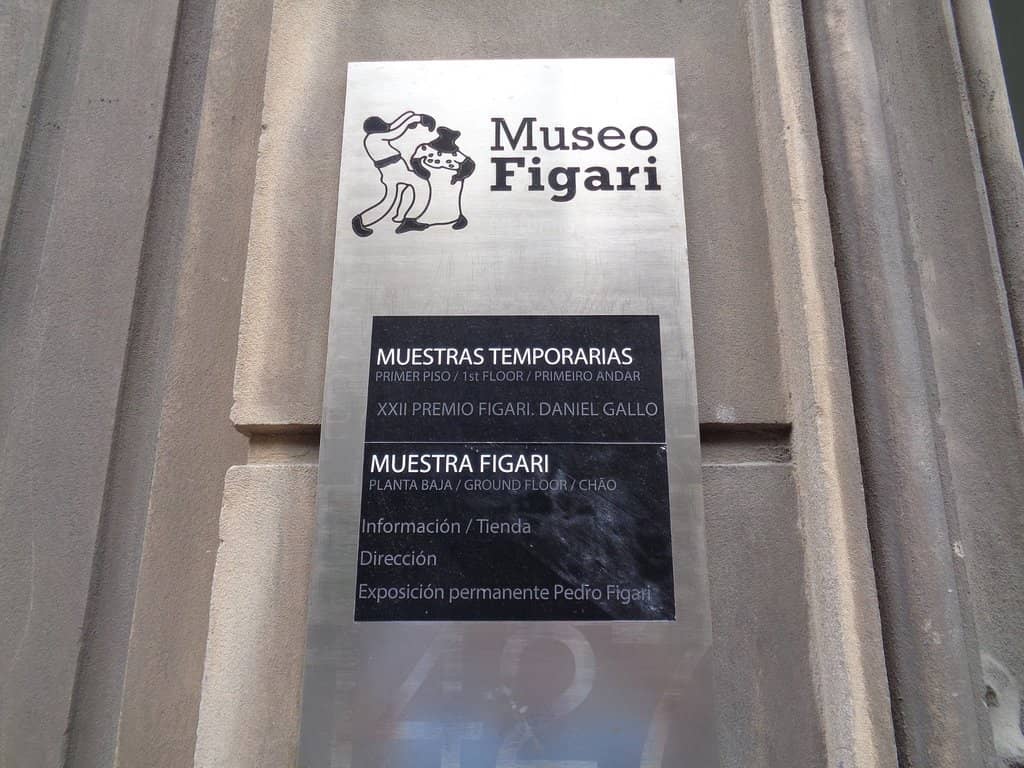 Museo
Figari
MUESTRAS TEMPORARIAS
PRIMER PISO / 1st FLOOR / PRIMEIRO ANDAR
XXII PREMIO FIGARI. DANIEL GALLO
MUESTRA FIGARI
PLANTA BAJA / GROUND FLOOR / CHÃO
Información / Tienda
Dirección
Exposición permanente Pedro Figari
427